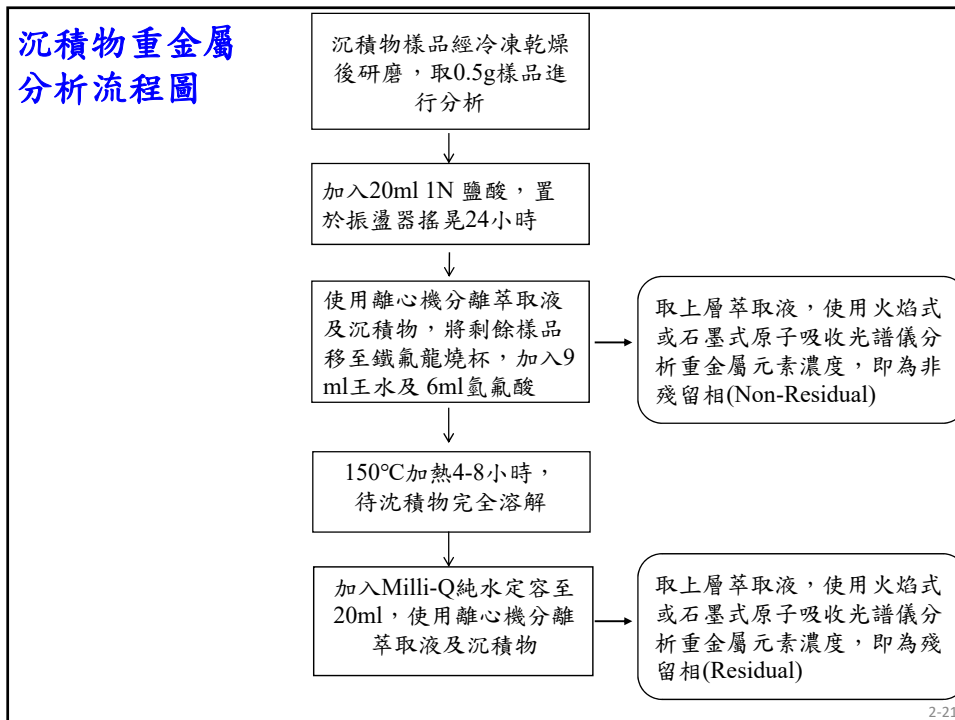 沉積物重金屬
分析流程圖
沉積物樣品經冷凍乾燥
後研磨，取0.5g樣品進
行分析
加入20ml 1N 鹽酸，置
於振盪器搖晃24小時
使用離心機分離萃取液
及沉積物，將剩餘樣品
移至鐵氟龍燒杯，加入9
ml王水及 6ml氫氟酸
取上層萃取液，使用火焰式
或石墨式原子吸收光譜儀分
析重金屬元素濃度，即為非
殘留相(Non-Residual)
150°C加熱4-8小時，
待沈積物完全溶解
加入Milli-Q純水定容至
20ml，使用離心機分離
萃取液及沉積物
取上層萃取液，使用火焰式
或石墨式原子吸收光譜儀分
析重金屬元素濃度，即為殘
留相(Residual)
2-21